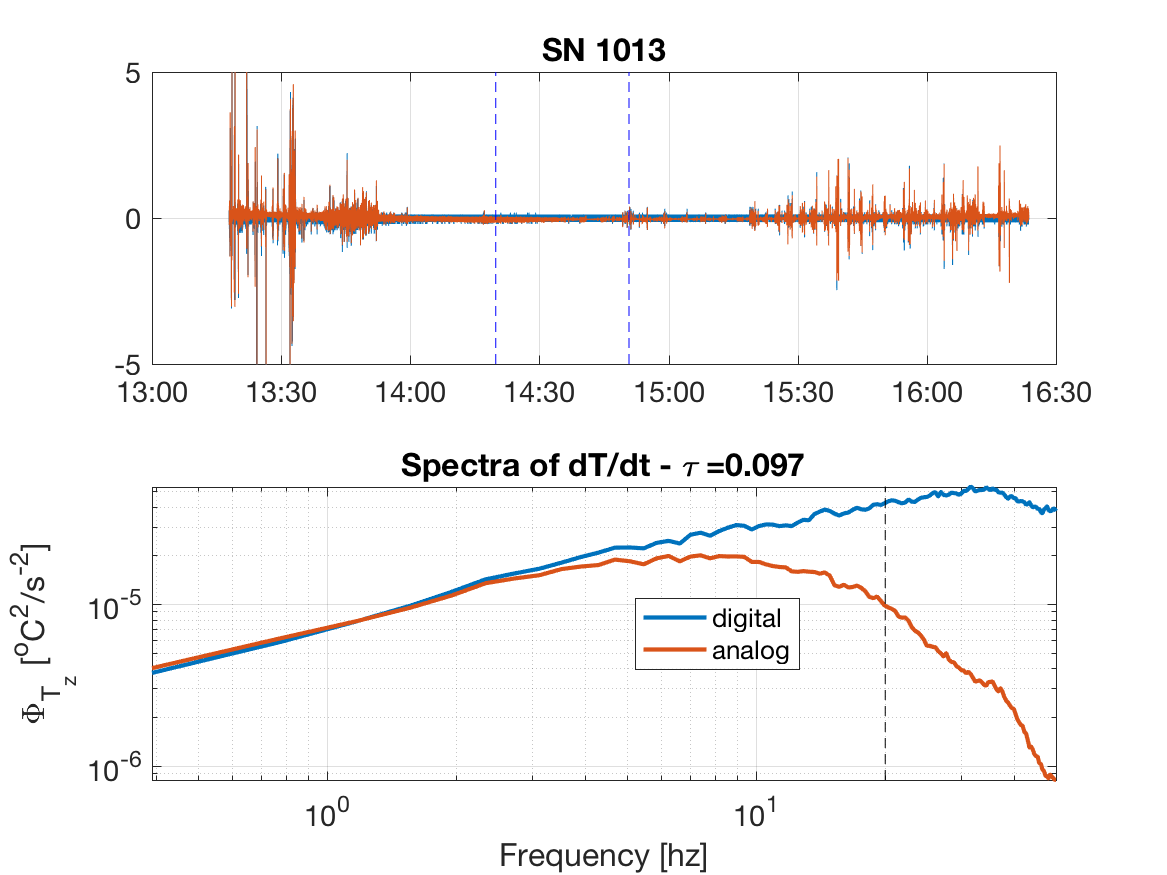 SN 1013
5
0
-5
13:00 13:30 14:00 14:30 15:00 15:30 16:00 16:30
Spectra of dT/dt - τ =0.097
Φ_{T_z} [°C²/s⁻²]
10⁻⁵
10⁻⁶
digital
analog
10⁰ 10¹
Frequency [hz]